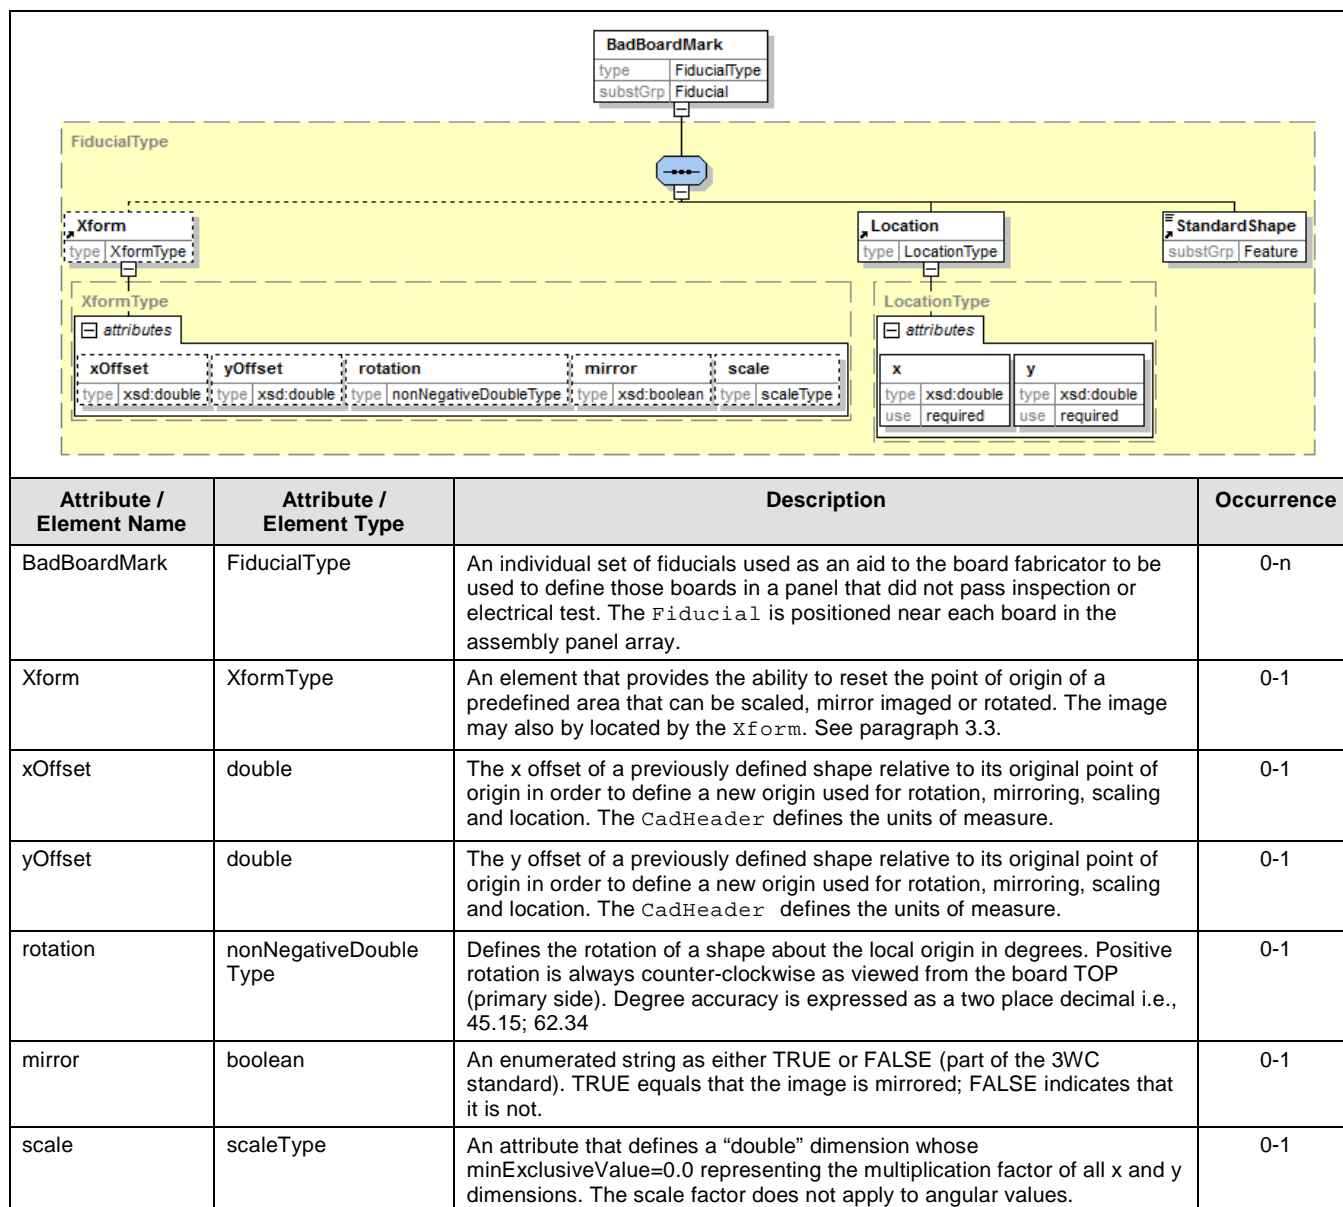 BadBoardMark
type FiducialType
substGrp Fiducial
FiducialType
Xform
type XformType
Location
type LocationType
StandardShape
substGrp Feature
XformType
attributes
xOffset
type xsd:double
yOffset
type xsd:double
rotation
type nonNegativeDoubleType
mirror
type xsd:boolean
scale
type scaleType
LocationType
attributes
x
type xsd:double
use required
y
type xsd:double
use required
Attribute /
Element Name
Attribute /
Element Type
Description
Occurrence
BadBoardMark
FiducialType
An individual set of fiducials used as an aid to the board fabricator to be
used to define those boards in a panel that did not pass inspection or
electrical test. The Fiducial is positioned near each board in the
assembly panel array.
0-n
Xform
XformType
An element that provides the ability to reset the point of origin of a
predefined area that can be scaled, mirror imaged or rotated. The image
may also by located by the Xform. See paragraph 3.3.
0-1
xOffset
double
The x offset of a previously defined shape relative to its original point of
origin in order to define a new origin used for rotation, mirroring, scaling
and location. The CadHeader defines the units of measure.
0-1
yOffset
double
The y offset of a previously defined shape relative to its original point of
origin in order to define a new origin used for rotation, mirroring, scaling
and location. The CadHeader defines the units of measure.
0-1
rotation
nonNegativeDouble
Type
Defines the rotation of a shape about the local origin in degrees. Positive
rotation is always counter-clockwise as viewed from the board TOP
(primary side). Degree accuracy is expressed as a two place decimal i.e.,
45.15; 62.34
0-1
mirror
boolean
An enumerated string as either TRUE or FALSE (part of the 3WC
standard). TRUE equals that the image is mirrored; FALSE indicates that
it is not.
0-1
scale
scaleType
An attribute that defines a “double” dimension whose
minExclusiveValue=0.0 representing the multiplication factor of all x and y
dimensions. The scale factor does not apply to angular values.
0-1